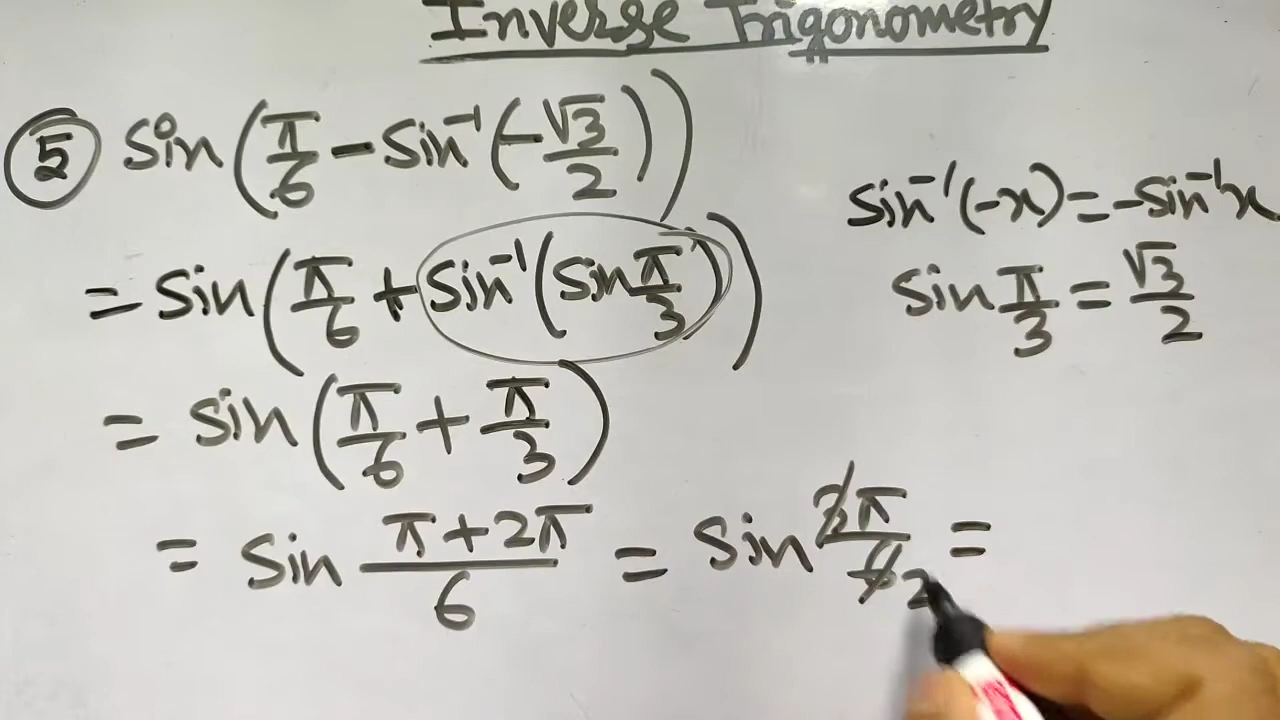 Inverse Trigonometry
⑤ Sin(π/6 − Sin⁻¹(−√3/2))
Sin⁻¹(−x) = −Sin⁻¹x
= Sin(π/6 + Sin⁻¹(Sin π/3))
Sin π/3 = √3/2
= Sin(π/6 + π/3)
= Sin (π+2π)/6 = Sin 3π/6 2 =